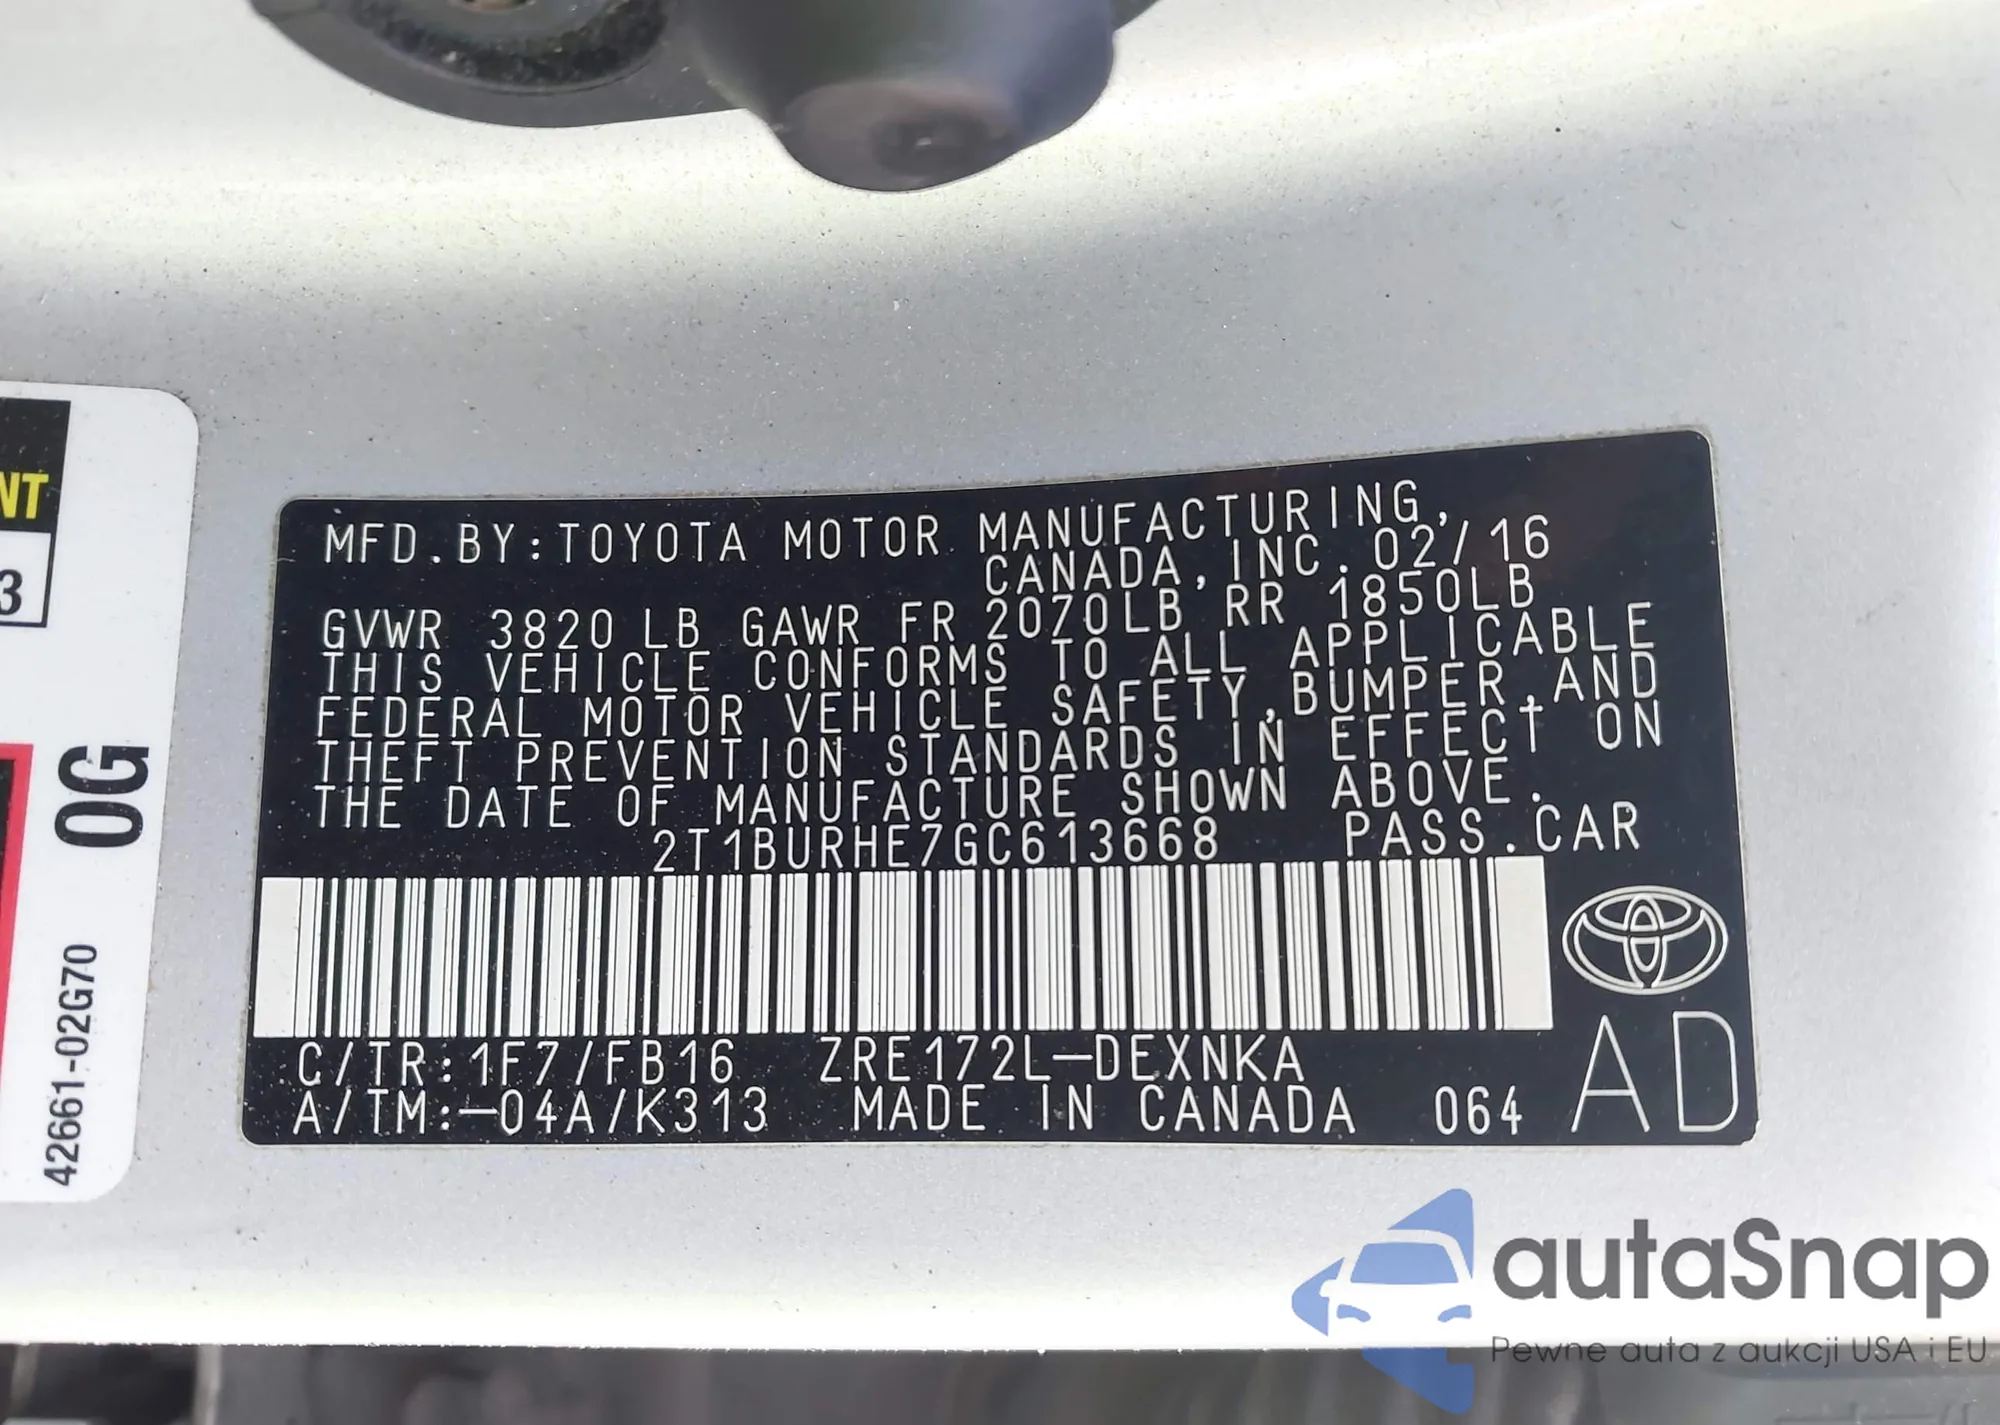 NT
3
0G
42661-02G70
MFD.BY:TOYOTA MOTOR MANUFACTURING,
CANADA,INC.02/16
GVWR 3820 LB GAWR FR 2070LB RR 1850LB
THIS VEHICLE CONFORMS TO ALL APPLICABLE
FEDERAL MOTOR VEHICLE SAFETY,BUMPER,AND
THEFT PREVENTION STANDARDS IN EFFECT ON
THE DATE OF MANUFACTURE SHOWN ABOVE.
2T1BURHE7GC613668 PASS.CAR
C/TR:1F7/FB16 ZRE172L-DEXNKA
A/TM:-04A/K313 MADE IN CANADA 064
AD
autaSnap
Pewne auta z aukcji USA i EU